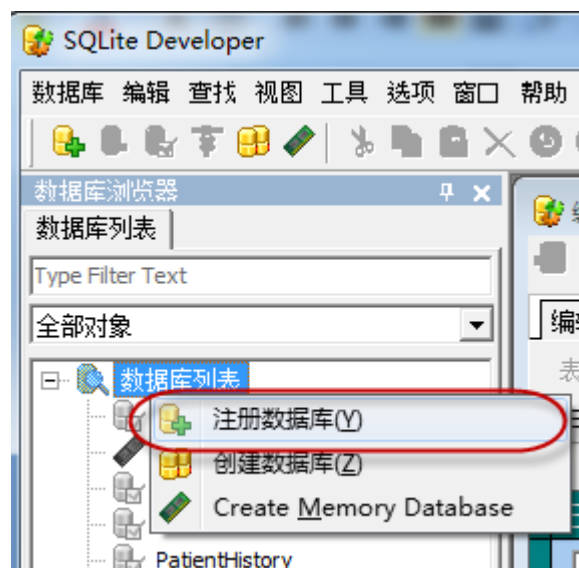 SQLite Developer
数据库 编辑 查找 视图 工具 选项 窗口 帮助
数据库浏览器
数据库列表
Type Filter Text
全部对象
数据库列表
注册数据库(Y)
创建数据库(Z)
Create Memory Database
PatientHistory